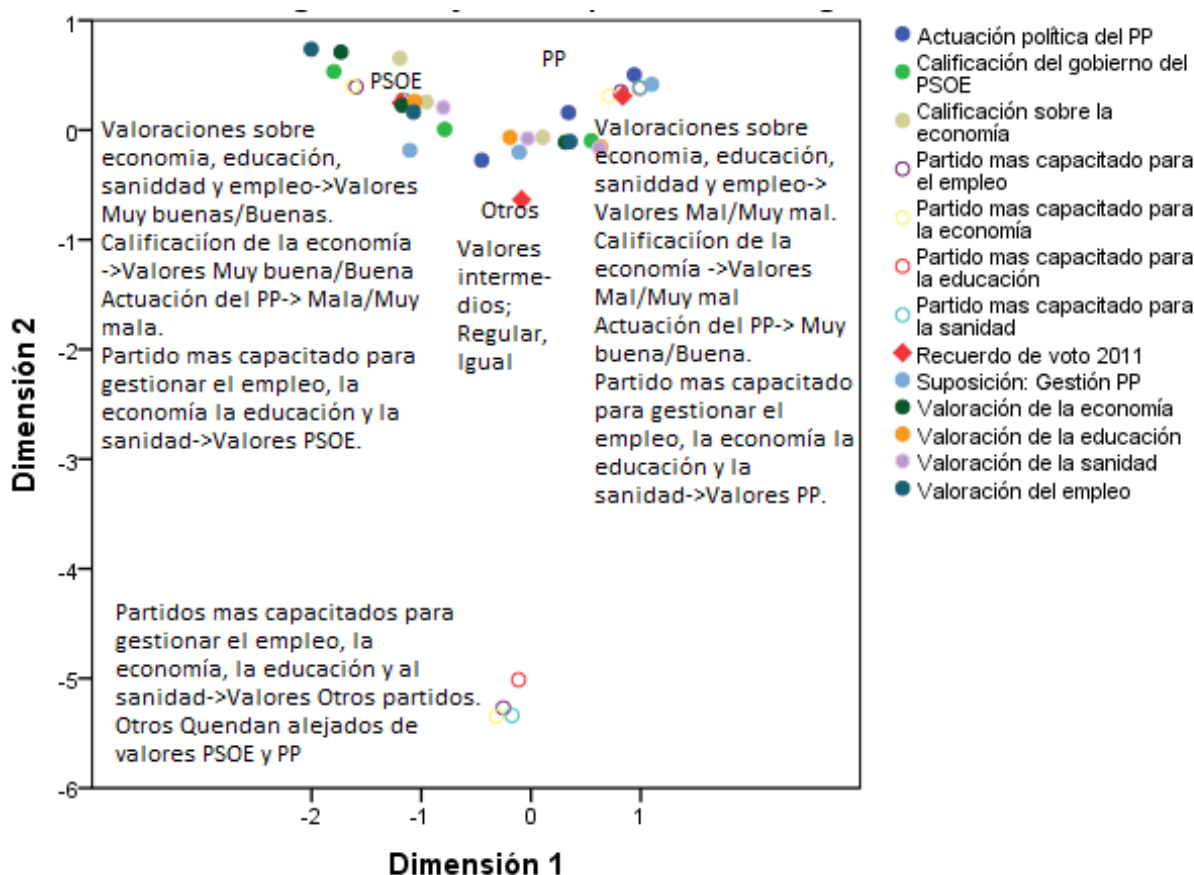 1
0
-1
-2
-3
-4
-5
-6
Dimensión 2
PSOE
PP
Otros
Valoraciones sobre
economia, educación,
saniddad y empleo->Valores
Muy buenas/Buenas.
Calificaciíon de la economía
->Valores Muy buena/Buena
Actuación del PP-> Mala/Muy
mala.
Partido mas capacitado para
gestionar el empleo, la
economía la educación y la
sanidad->Valores PSOE.
Valores
interme-
dios;
Regular,
Igual
Valoraciones sobre
economia, educación,
saniddad y empleo->
Valores Mal/Muy mal.
Calificaciíon de la
economía ->Valores
Mal/Muy mal
Actuación del PP-> Muy
buena/Buena.
Partido mas capacitado
para gestionar el
empleo, la economía la
educación y la
sanidad->Valores PP.
Partidos mas capacitados para
gestionar el empleo, la
economía, la educación y al
sanidad->Valores Otros partidos.
Otros Quendan alejados de
valores PSOE y PP
-2
-1
0
1
Dimensión 1
Actuación política del PP
Calificación del gobierno del
PSOE
Calificación sobre la
economía
Partido mas capacitado para
el empleo
Partido mas capacitado para
la economía
Partido mas capacitado para
la educación
Partido mas capacitado para
la sanidad
Recuerdo de voto 2011
Suposición: Gestión PP
Valoración de la economía
Valoración de la educación
Valoración de la sanidad
Valoración del empleo